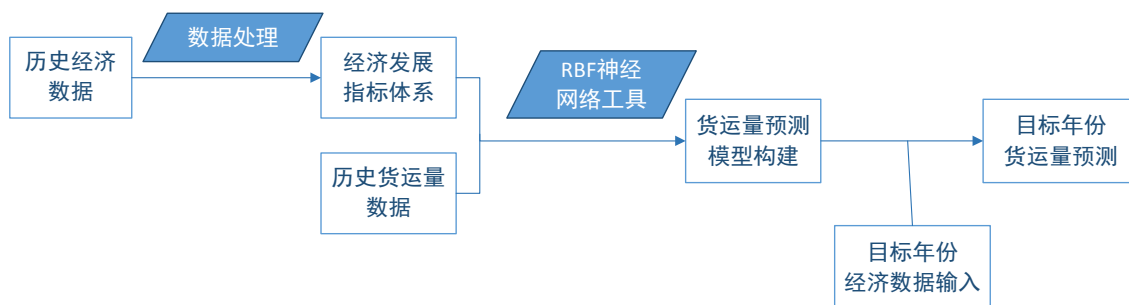 数据处理
历史经济
数据
经济发展
指标体系
RBF神经
网络工具
历史货运量
数据
货运量预测
模型构建
目标年份
货运量预测
目标年份
经济数据输入